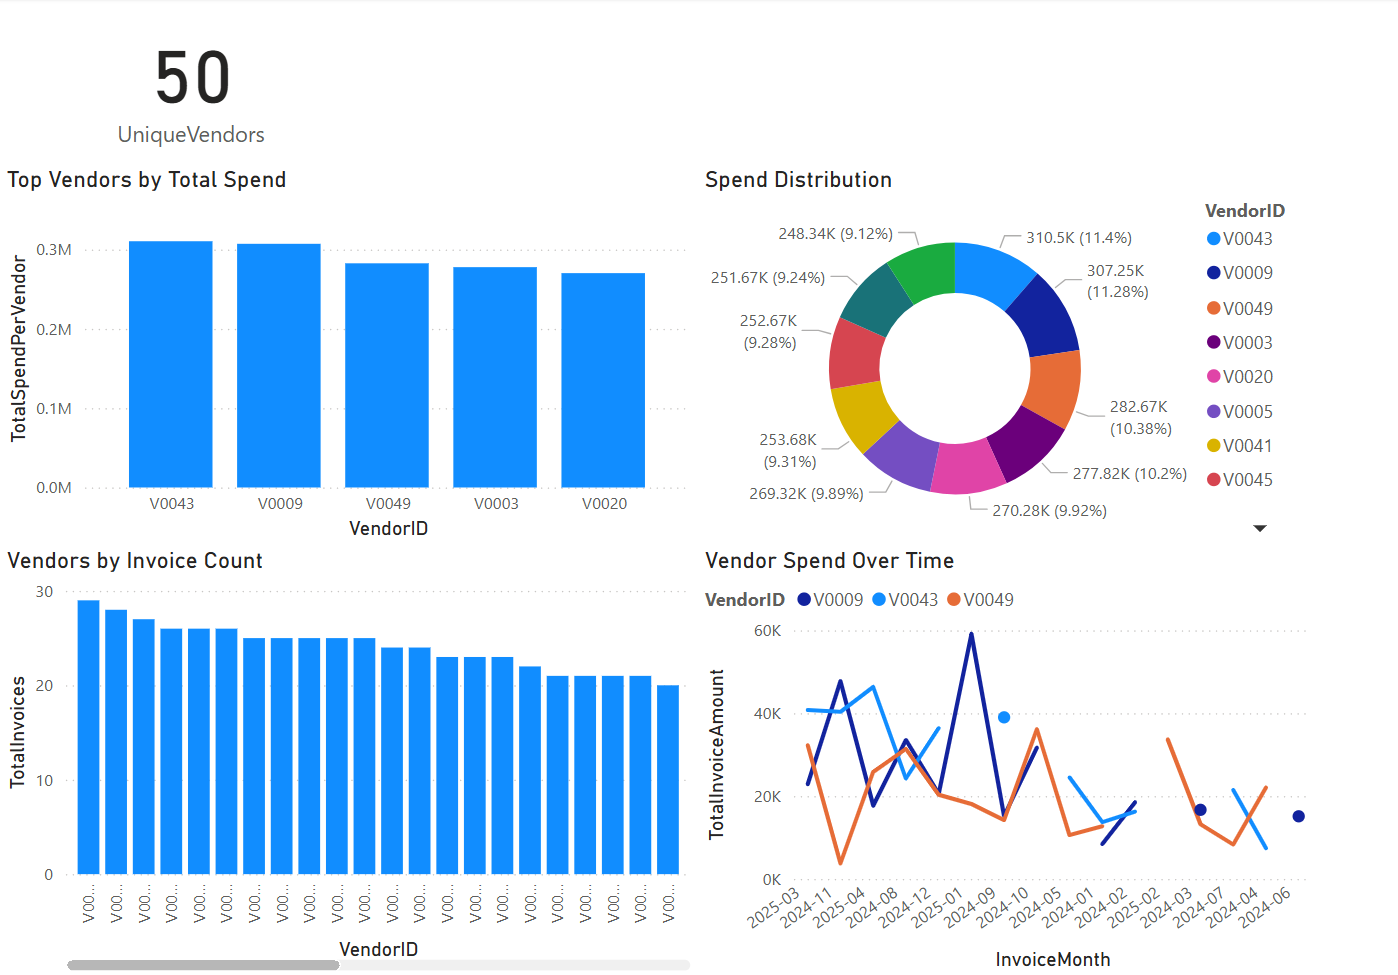 50
UniqueVendors
Top Vendors by Total Spend
TotalSpendPerVendor
0.3M
0.2M
0.1M
0.0M
V0043 V0009 V0049 V0003 V0020
VendorID
Spend Distribution
310.5K (11.4%)
307.25K
(11.28%)
282.67K
(10.38%)
277.82K (10.2%)
270.28K (9.92%)
269.32K (9.89%)
253.68K
(9.31%)
252.67K
(9.28%)
251.67K (9.24%)
248.34K (9.12%)
VendorID
V0043
V0009
V0049
V0003
V0020
V0005
V0041
V0045
Vendors by Invoice Count
TotalInvoices
30
20
10
0
V00... V00... V00... V00... V00... V00... V00... V00... V00... V00... V00... V00... V00... V00... V00... V00... V00... V00... V00... V00... V00... V00...
VendorID
Vendor Spend Over Time
VendorID V0009 V0043 V0049
TotalInvoiceAmount
60K
40K
20K
0K
2025-03 2024-11 2025-04 2024-08 2024-12 2025-01 2024-09 2024-10 2024-05 2024-01 2024-02 2025-02 2024-03 2024-07 2024-04 2024-06
InvoiceMonth